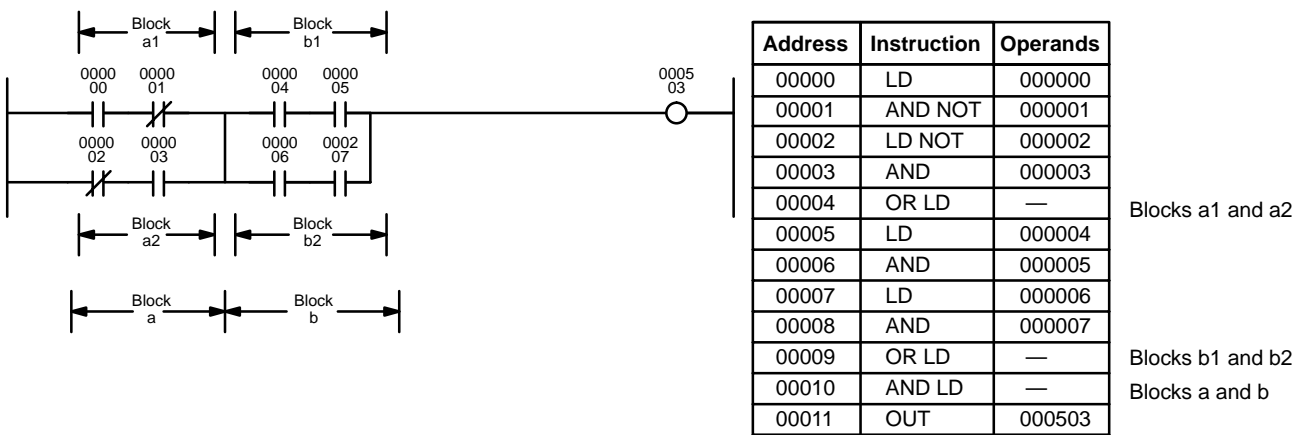 Block
a1
Block
b1
0000
00
0000
01
0000
04
0000
05
0005
03
0000
02
0000
03
0000
06
0002
07
Block
a2
Block
b2
Block
a
Block
b
Address Instruction Operands
00000 LD 000000
00001 AND NOT 000001
00002 LD NOT 000002
00003 AND 000003
00004 OR LD — Blocks a1 and a2
00005 LD 000004
00006 AND 000005
00007 LD 000006
00008 AND 000007
00009 OR LD — Blocks b1 and b2
00010 AND LD — Blocks a and b
00011 OUT 000503